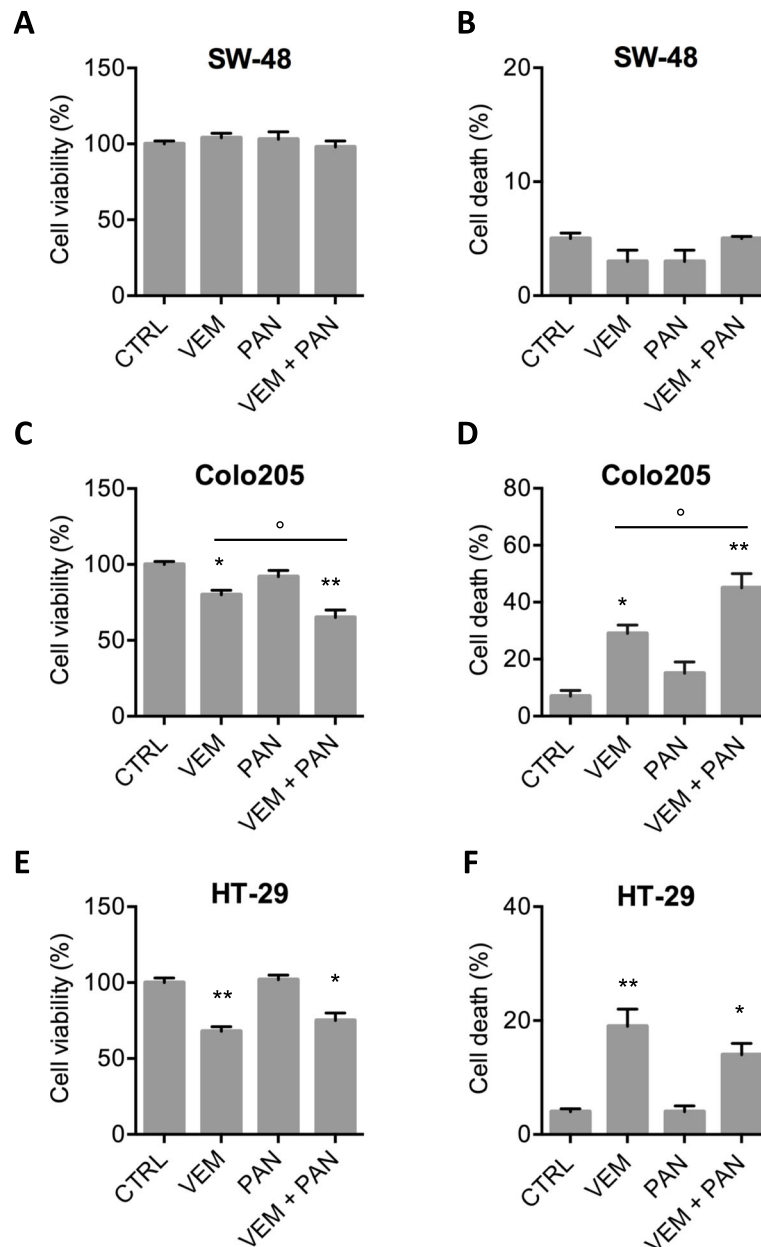 A
SW-48
Cell viability (%)
150
100
50
0
CTRL
VEM
PAN
VEM + PAN
B
SW-48
Cell death (%)
20
10
0
CTRL
VEM
PAN
VEM + PAN
C
Colo205
Cell viability (%)
150
100
50
0
°
*
**
CTRL
VEM
PAN
VEM + PAN
D
Colo205
Cell death (%)
80
60
40
20
0
°
*
**
CTRL
VEM
PAN
VEM + PAN
E
HT-29
Cell viability (%)
150
100
50
0
**
*
CTRL
VEM
PAN
VEM + PAN
F
HT-29
Cell death (%)
40
20
0
**
*
CTRL
VEM
PAN
VEM + PAN